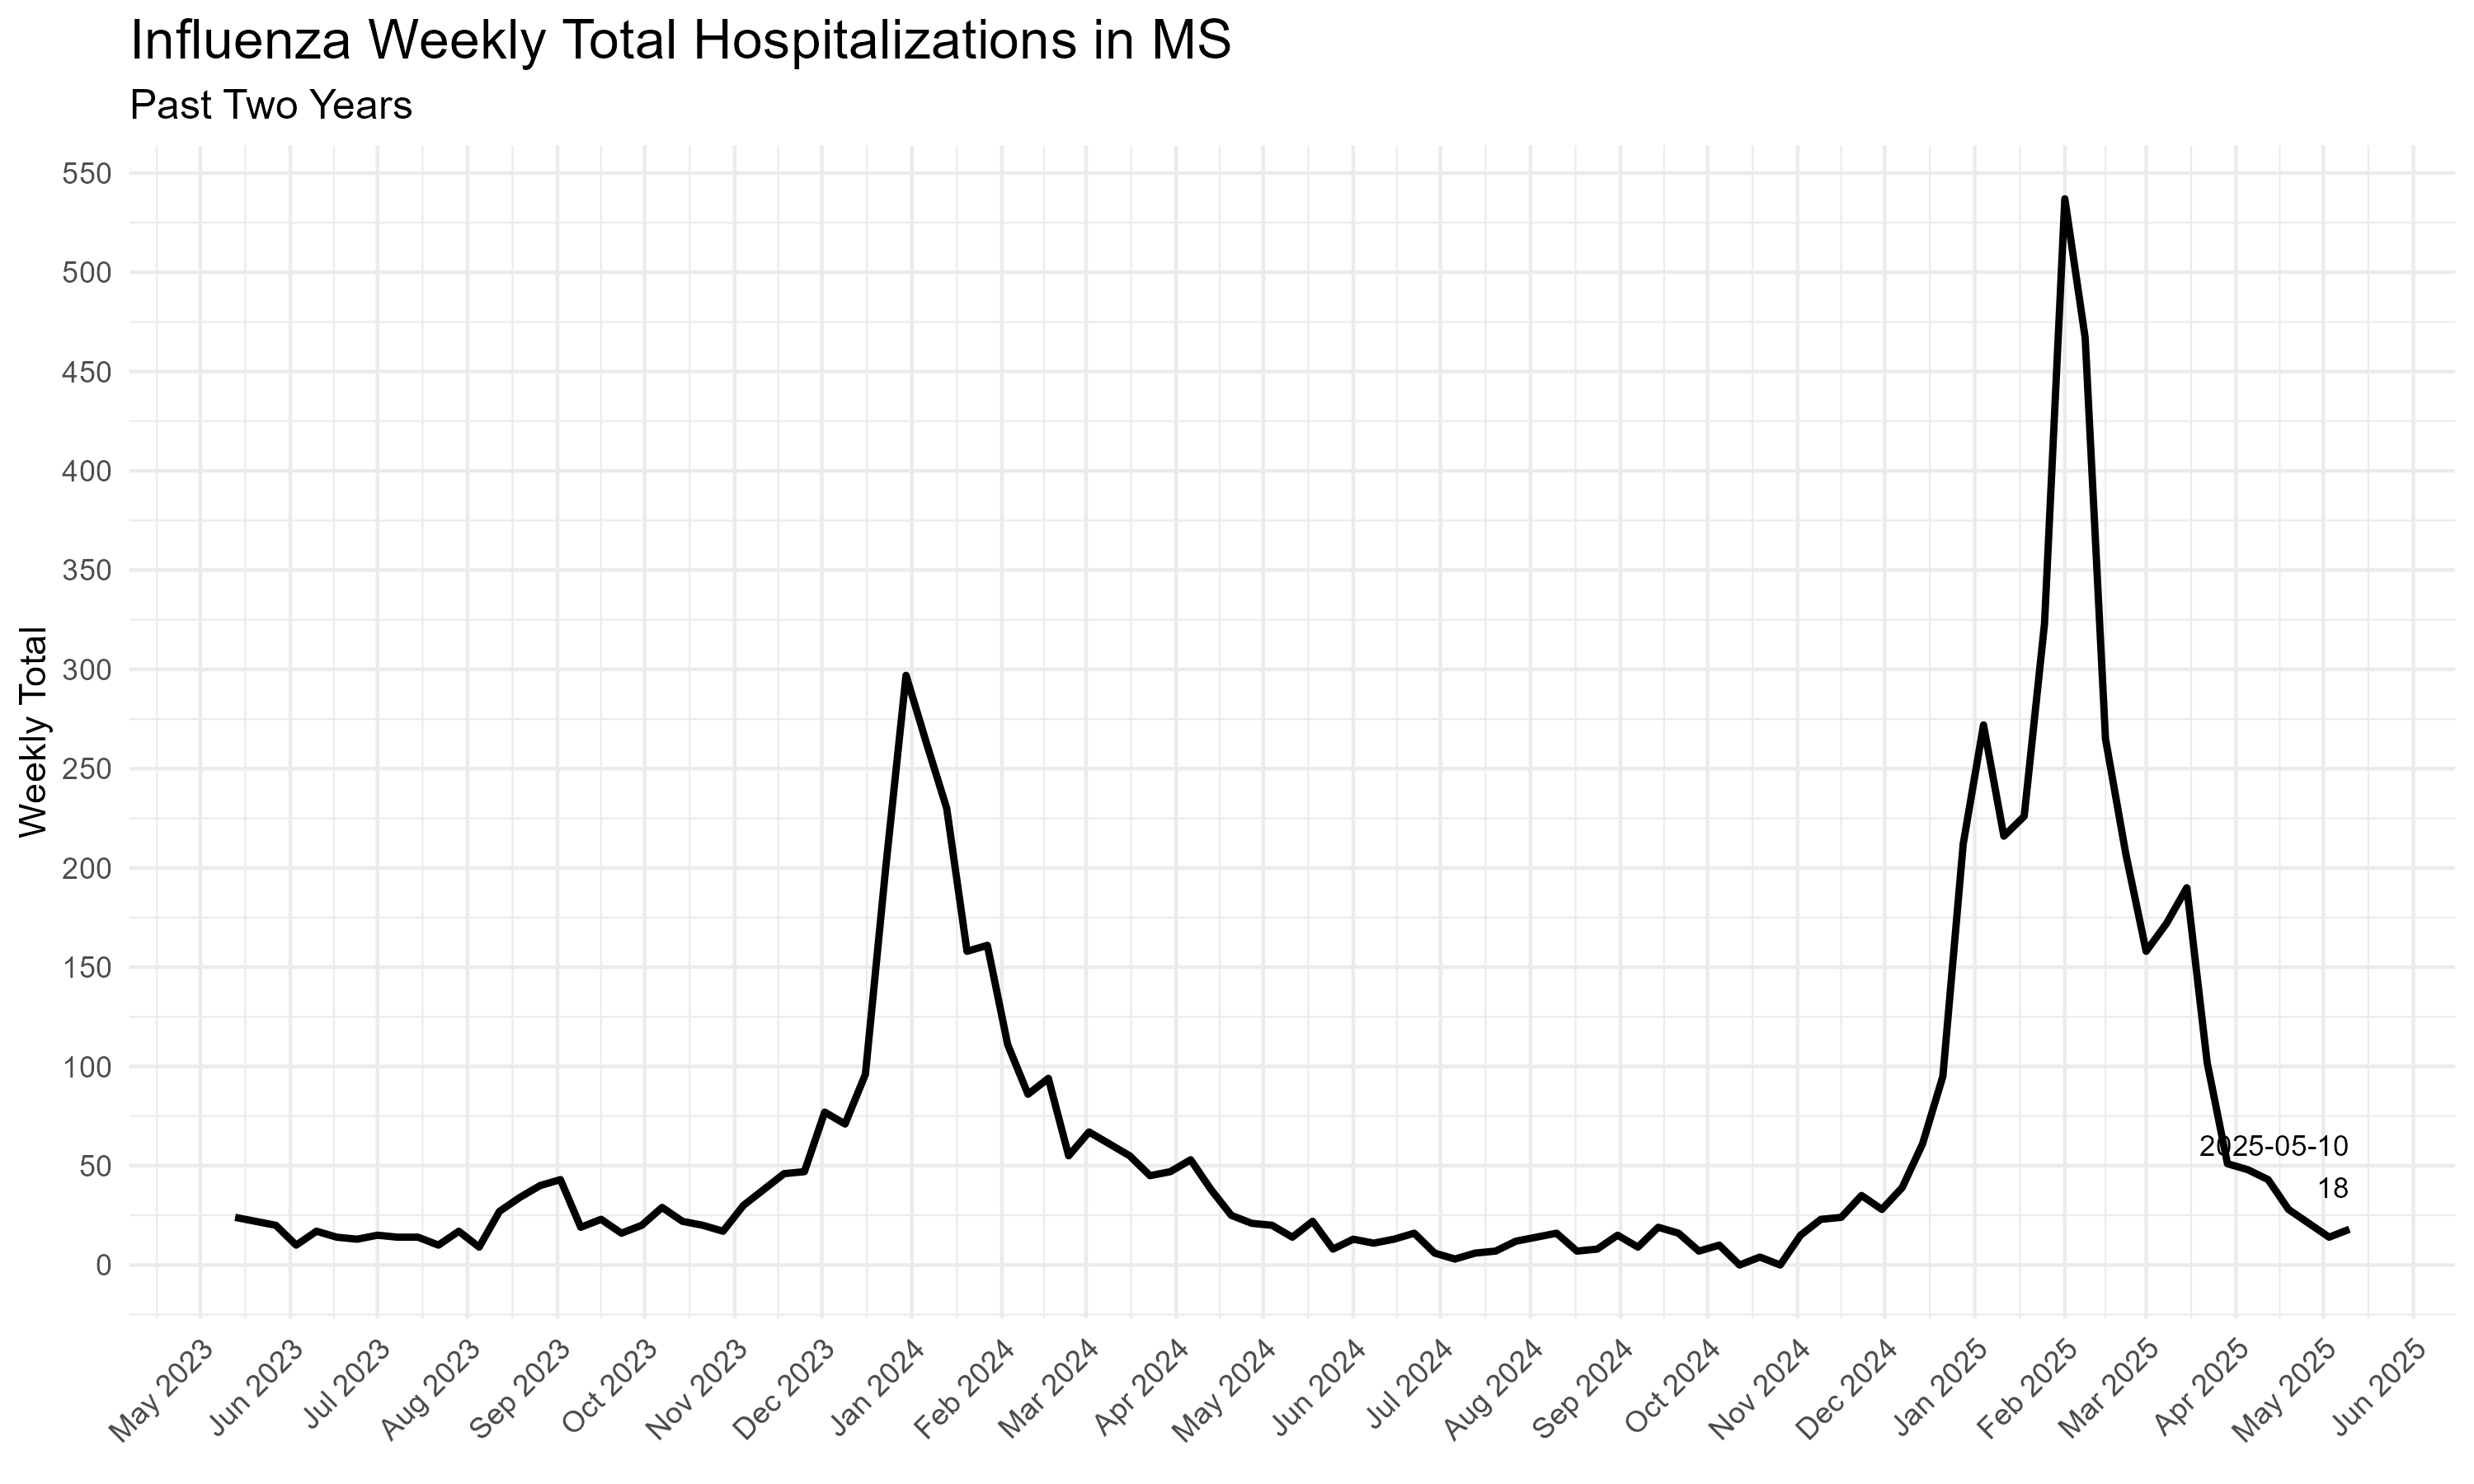 Influenza Weekly Total Hospitalizations in MS
Past Two Years
Weekly Total
550
500
450
400
350
300
250
200
150
100
50
0
2025-05-10
18
May 2023
Jun 2023
Jul 2023
Aug 2023
Sep 2023
Oct 2023
Nov 2023
Dec 2023
Jan 2024
Feb 2024
Mar 2024
Apr 2024
May 2024
Jun 2024
Jul 2024
Aug 2024
Sep 2024
Oct 2024
Nov 2024
Dec 2024
Jan 2025
Feb 2025
Mar 2025
Apr 2025
May 2025
Jun 2025